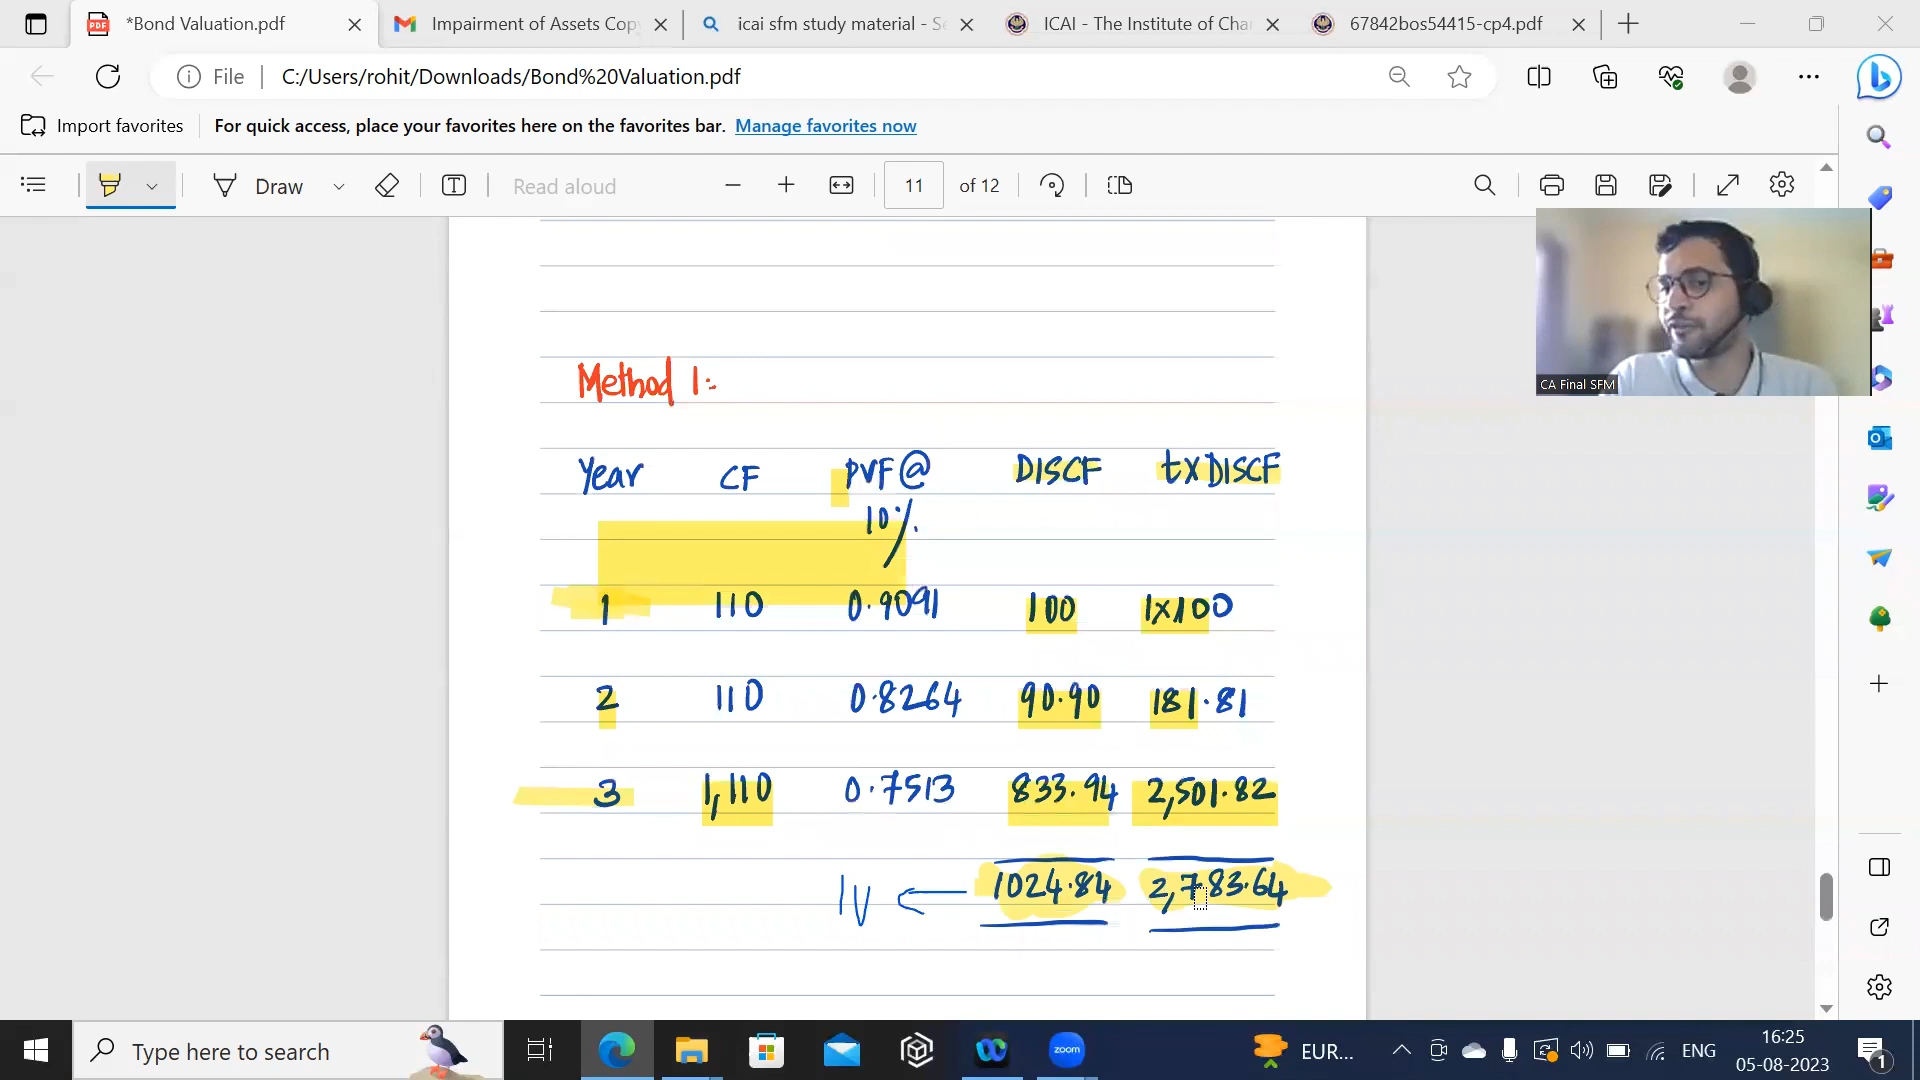 *Bond Valuation.pdf
Impairment of Assets Cop
icai sfm study material - Se
ICAI - The Institute of Cha
67842bos54415-cp4.pdf
File
C:/Users/rohit/Downloads/Bond%20Valuation.pdf
Import favorites
For quick access, place your favorites here on the favorites bar. Manage favorites now
Draw
Read aloud
11 of 12
CA Final SFM
Method 1:-
Year CF PVF@ DISCF tXDISCF
10%
1 110 0.9091 100 1X100
2 110 0.8264 90.90 181.81
3 1,110 0.7513 833.94 2,501.82
IV ← 1024.84 2,783.64
Type here to search
zoom
EUR...
ENG
16:25
05-08-2023
1